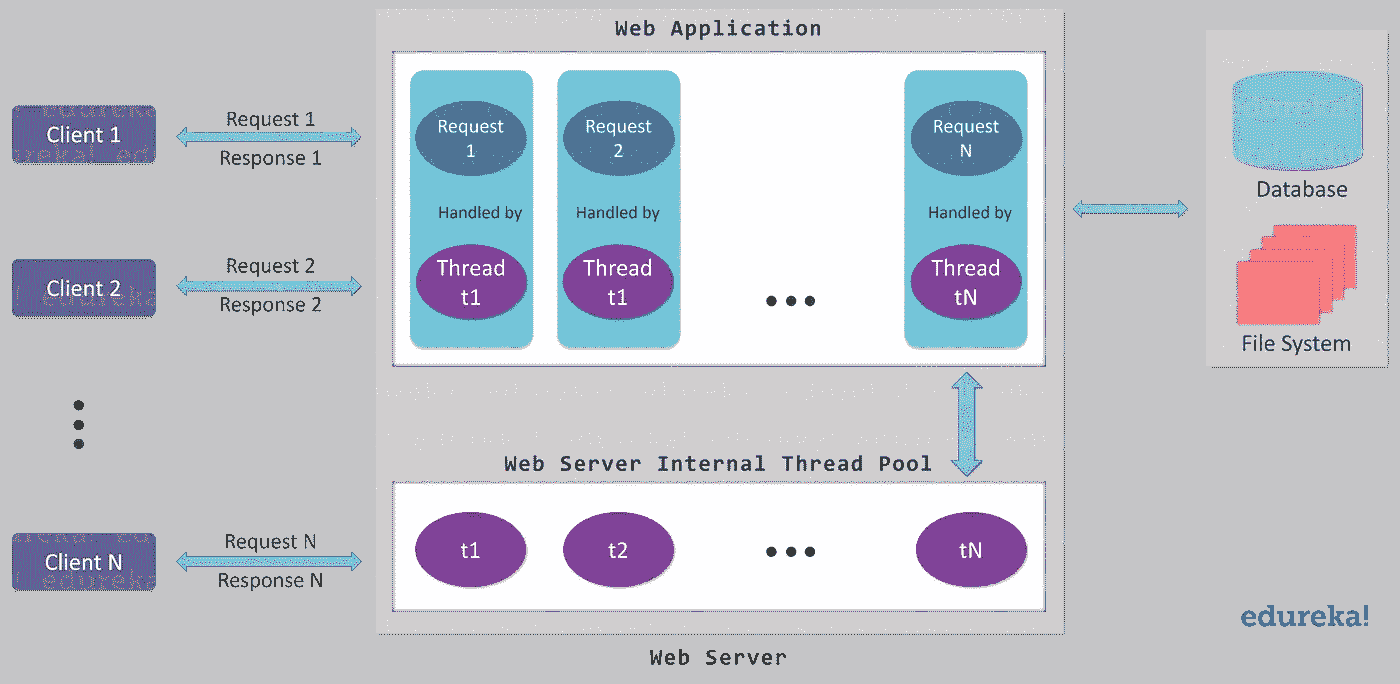 Web Application
Client 1
Request 1
Response 1
Request
1
Handled by
Thread
t1
Request
2
Handled by
Thread
t1
Request
N
Handled by
Thread
tN
Database
File System
Client 2
Request 2
Response 2
Web Server Internal Thread Pool
t1
t2
tN
Client N
Request N
Response N
Web Server
edureka!